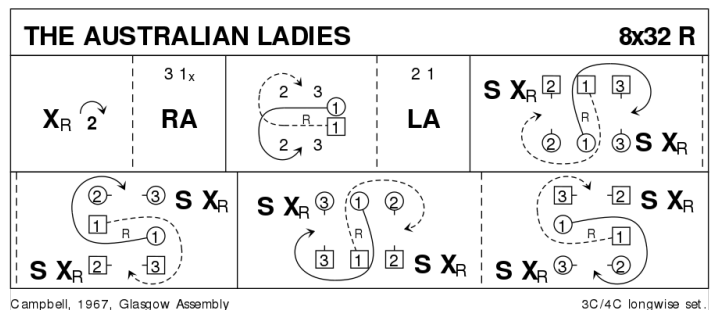 THE AUSTRALIAN LADIES 8x32 R
3 1x 2 1
XR 2 RA 2 3 1 R 1 2 3 LA S XR 2 1 3 R 2 1 3 S XR
2 3 S XR 1 R 1 S XR 2 3
S XR 3 1 2 R 3 1 2 S XR
3 2 S XR 1 R 1 S XR 3 2
Campbell, 1967, Glasgow Assembly 3C/4C longwise set.